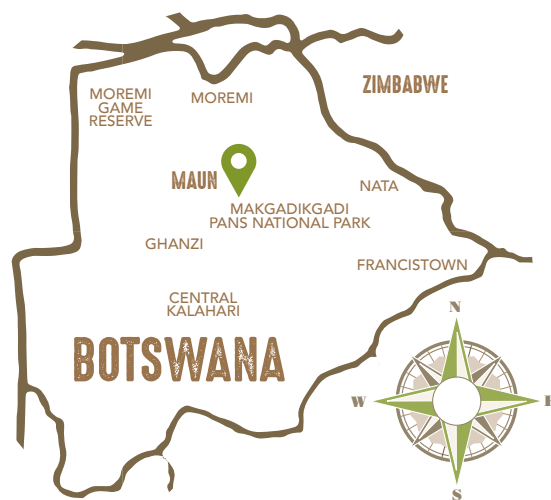 ZIMBABWE
MOREMI
GAME
RESERVE
MOREMI
MAUN
NATA
MAKGADIKGADI
PANS NATIONAL PARK
GHANZI
FRANCISTOWN
CENTRAL
KALAHARI
BOTSWANA
N
W
E
S